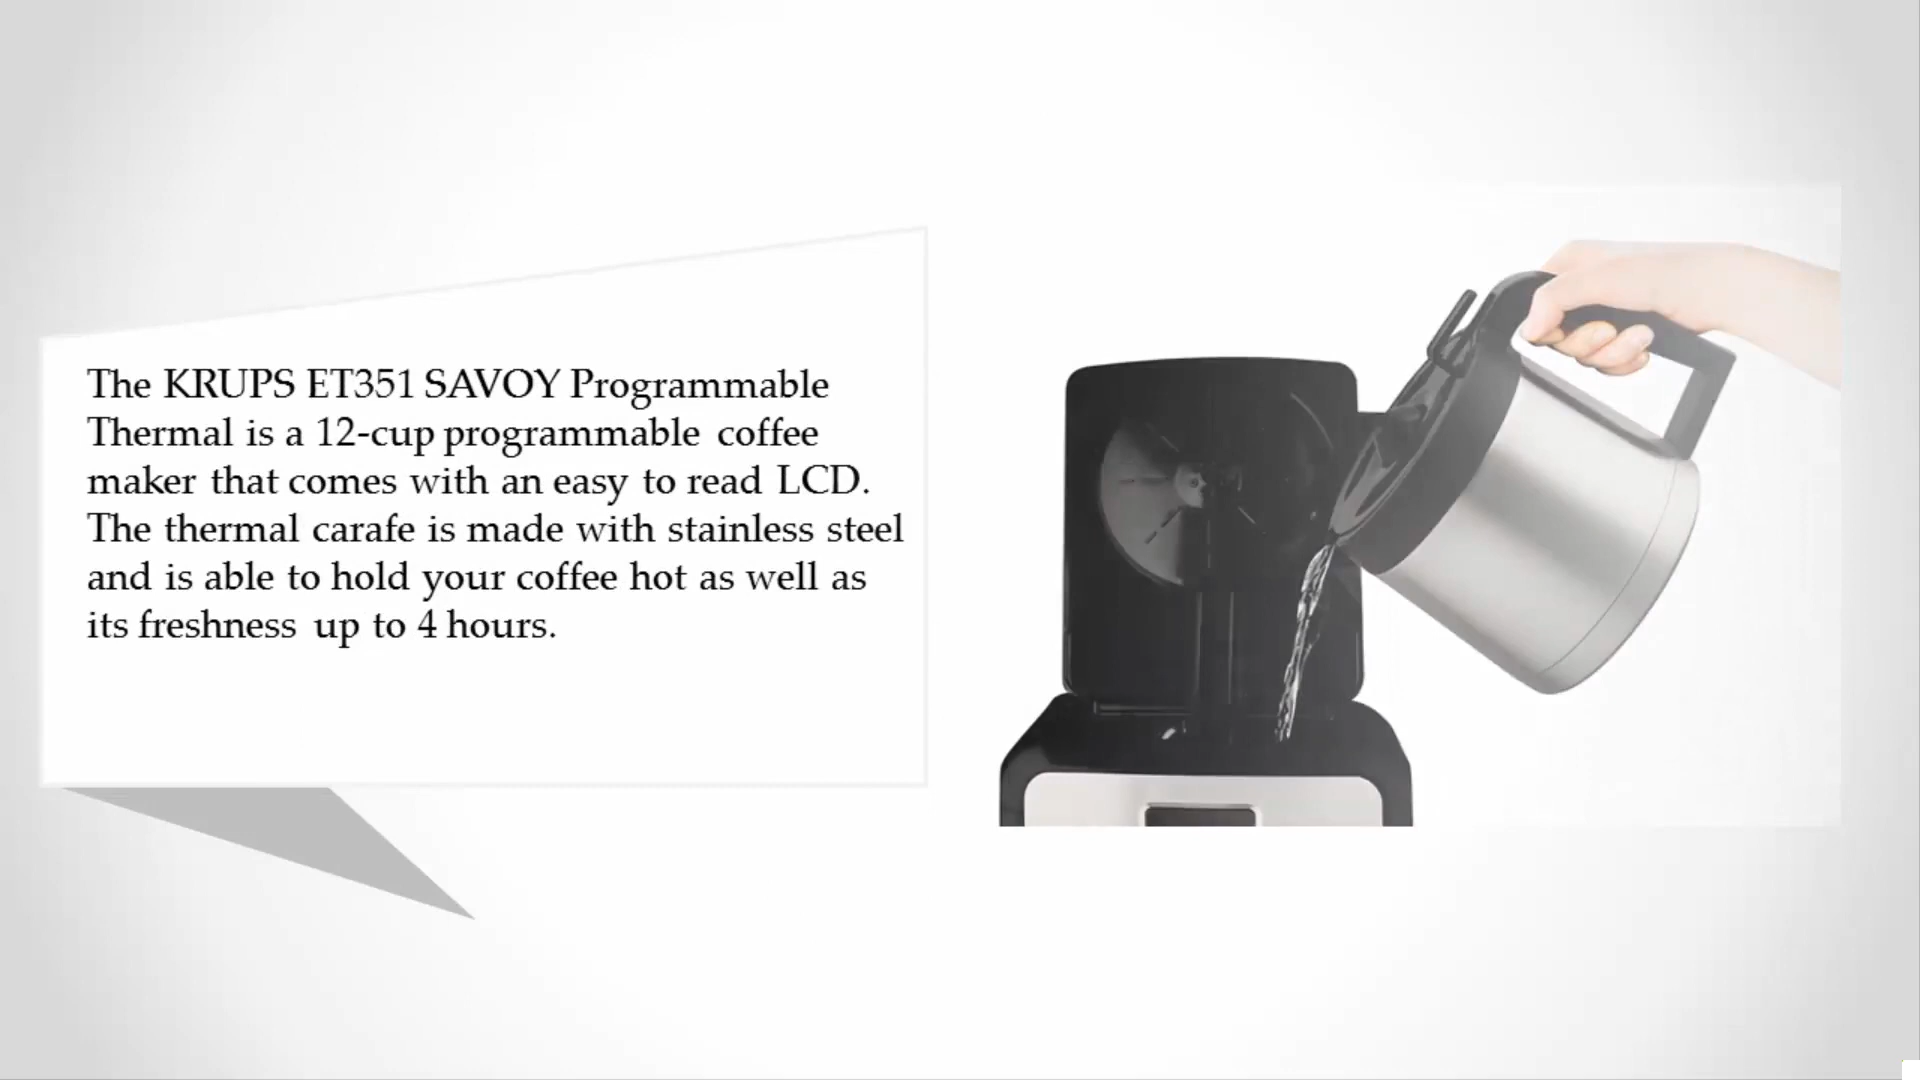 The KRUPS ET351 SAVOY Programmable
Thermal is a 12-cup programmable coffee
maker that comes with an easy to read LCD.
The thermal carafe is made with stainless steel
and is able to hold your coffee hot as well as
its freshness up to 4 hours.